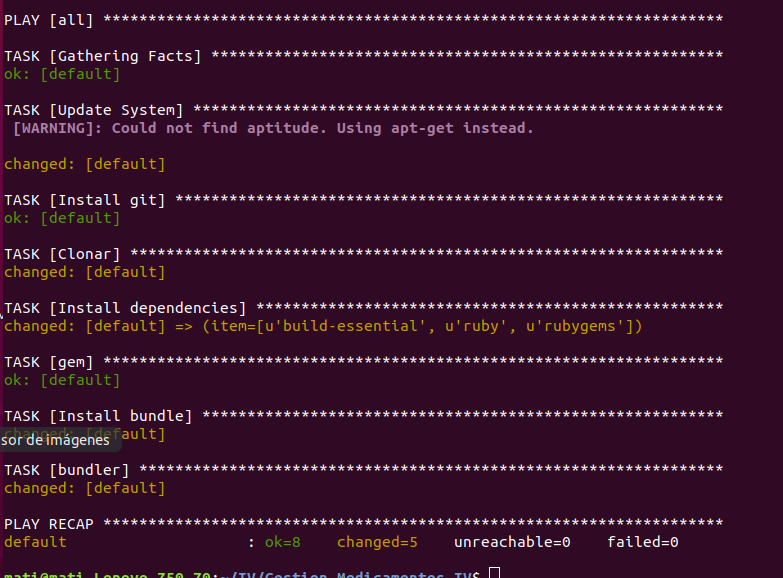 PLAY [all] *********************************************************************
TASK [Gathering Facts] *********************************************************
ok: [default]
TASK [Update System] ***********************************************************
[WARNING]: Could not find aptitude. Using apt-get instead.
changed: [default]
TASK [Install git] *************************************************************
ok: [default]
TASK [Clonar] ******************************************************************
changed: [default]
TASK [Install dependencies] ****************************************************
changed: [default] => (item=[u'build-essential', u'ruby', u'rubygems'])
TASK [gem] *********************************************************************
ok: [default]
TASK [Install bundle] **********************************************************
changed: [default]
sor de imágenes
TASK [bundler] *****************************************************************
changed: [default]
PLAY RECAP *********************************************************************
default : ok=8 changed=5 unreachable=0 failed=0
mati@mati-Lenovo-Z50-70:~/IV/Gestion-Medicamentos-IV$